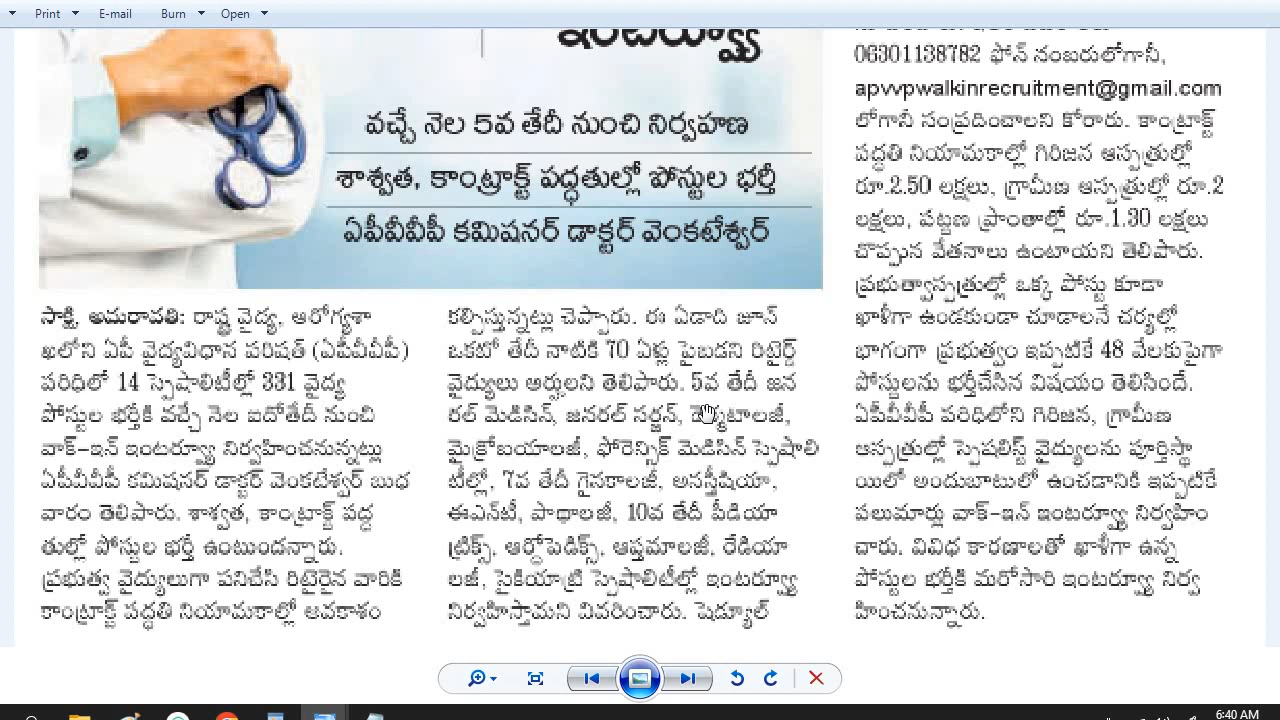 Print
E-mail
Burn
Open
ఇంటర్వ్యూ
వచ్చే నెల 5వ తేదీ నుంచి నిర్వహణ
శాశ్వత, కాంట్రాక్ట్ పద్ధతుల్లో పోస్టుల భర్తీ
ఏపీవీవీపీ కమిషనర్ డాక్టర్ వెంకటేశ్వర్
సాక్షి, అమరావతి: రాష్ట్ర వైద్య, ఆరోగ్యశా
ఖలోని ఏపీ వైద్యవిధాన పరిషత్ (ఏపీవీవీపీ)
పరిధిలో 14 స్పెషాలిటీల్లో 331 వైద్య
పోస్టుల భర్తీకి వచ్చే నెల ఐదోతేదీ నుంచి
వాక్–ఇన్ ఇంటర్వ్యూ నిర్వహించనున్నట్లు
ఏపీవీవీపీ కమిషనర్ డాక్టర్ వెంకటేశ్వర్ బుధ
వారం తెలిపారు. శాశ్వత, కాంట్రాక్ట్ పద్ధ
తుల్లో పోస్టుల భర్తీ ఉంటుందన్నారు.
ప్రభుత్వ వైద్యులుగా పనిచేసి రిటైరైన వారికి
కాంట్రాక్ట్ పద్ధతి నియామకాల్లో అవకాశం
కల్పిస్తున్నట్లు చెప్పారు. ఈ ఏడాది జూన్
ఒకటో తేదీ నాటికి 70 ఏళ్లు పైబడని రిటైర్డ్
వైద్యులు అర్హులని తెలిపారు. 5వ తేదీ జన
రల్ మెడిసిన్, జనరల్ సర్జన్, డెర్మటాలజీ,
మైక్రోబయాలజీ, ఫోరెన్సిక్ మెడిసిన్ స్పెషాలి
టీల్లో, 7వ తేదీ గైనకాలజీ, అనస్తీషియా,
ఈఎన్‌టీ, పాథాలజీ, 10వ తేదీ పీడియా
ట్రిక్స్, ఆర్థోపెడిక్స్, ఆప్తమాలజీ, రేడియా
లజీ, సైకియాట్రి స్పెషాలిటీల్లో ఇంటర్వ్యూ
నిర్వహిస్తామని వివరించారు. షెడ్యూల్
06301138782 ఫోన్ నంబరులోగానీ,
apvvpwalkinrecruitment@gmail.com
లోగానీ సంప్రదించాలని కోరారు. కాంట్రాక్ట్
పద్ధతి నియామకాల్లో గిరిజన ఆస్పత్రుల్లో
రూ.2.50 లక్షలు, గ్రామీణ ఆస్పత్రుల్లో రూ.2
లక్షలు, పట్టణ ప్రాంతాల్లో రూ.1.30 లక్షలు
చొప్పున వేతనాలు ఉంటాయని తెలిపారు.
ప్రభుత్వాస్పత్రుల్లో ఒక్క పోస్టు కూడా
ఖాళీగా ఉండకుండా చూడాలనే చర్యల్లో
భాగంగా ప్రభుత్వం ఇప్పటికే 48 వేలకుపైగా
పోస్టులను భర్తీచేసిన విషయం తెలిసిందే.
ఏపీవీవీపీ పరిధిలోని గిరిజన, గ్రామీణ
ఆస్పత్రుల్లో స్పెషలిస్ట్ వైద్యులను పూర్తిస్థా
యిలో అందుబాటులో ఉంచడానికి ఇప్పటికే
పలుమార్లు వాక్–ఇన్ ఇంటర్వ్యూ నిర్వహిం
చారు. వివిధ కారణాలతో ఖాళీగా ఉన్న
పోస్టుల భర్తీకి మరోసారి ఇంటర్వ్యూ నిర్వ
హించనున్నారు.
6:40 AM